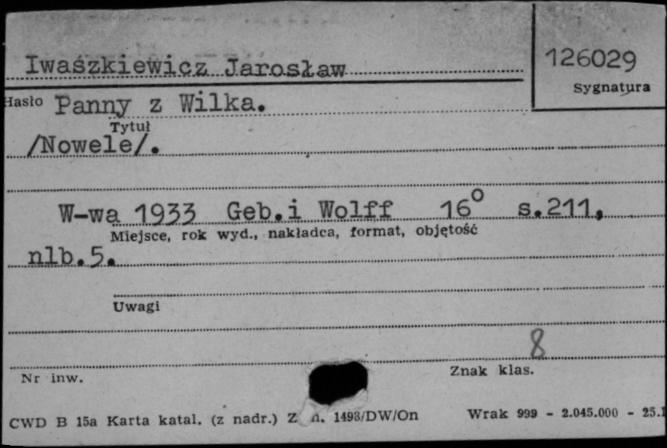 Iwaszkiewicz Jarosław
126029
Hasło Panny z Wilka.
Sygnatura
Tytuł
/Nowele/.
W-wa 1933 Geb.i Wolff 16° s.211,
Miejsce, rok wyd., nakładca, format, objętość
nlb.5.
Uwagi
8
Nr inw.
Znak klas.
CWD B 15a Karta katal. (z nadr.) 1493/DW/On Wrak 999 - 2.045.000